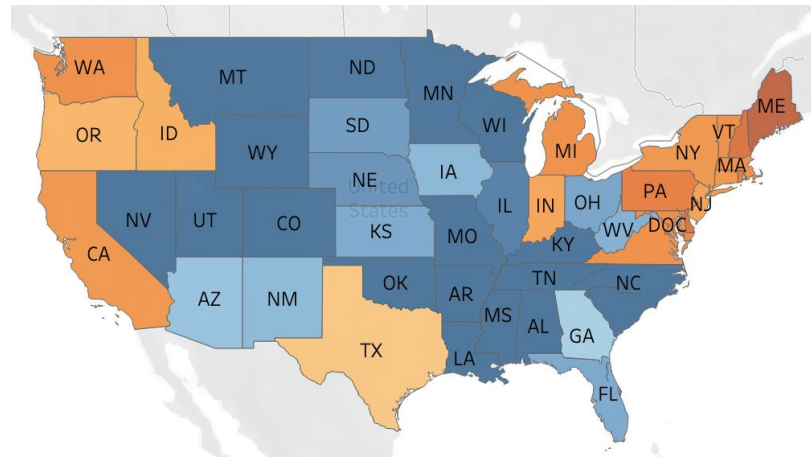 WA
MT
ND
MN
ME
OR
ID
SD
WI
VT
NY
MA
WY
MI
IA
PA
NJ
NE
United
States
NV
UT
CO
KS
IL
IN
OH
WV
DOC
CA
MO
KY
AZ
NM
OK
AR
TN
NC
MS
AL
GA
TX
LA
FL